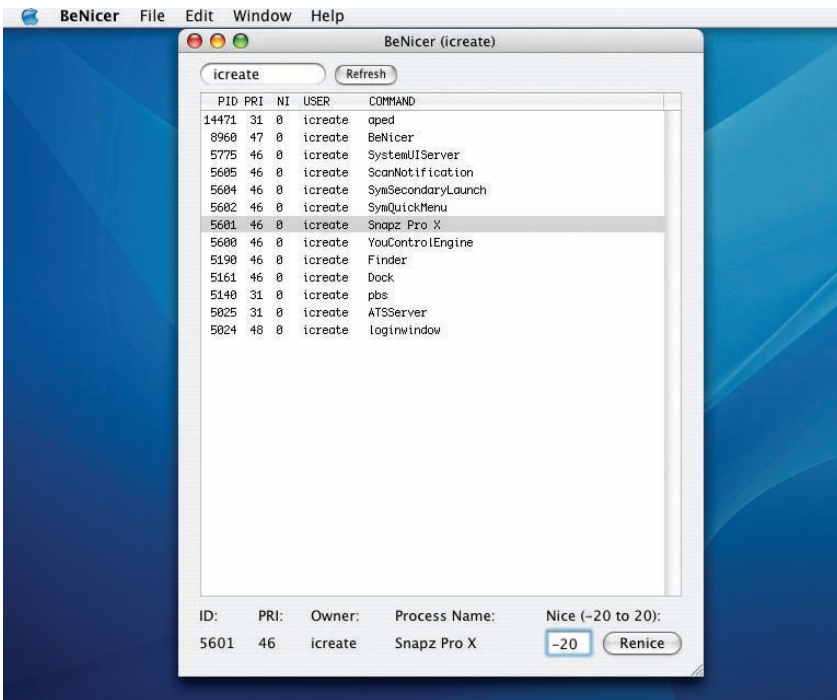 BeNicer File Edit Window Help
BeNicer (icreate)
icreate Refresh
PID PRI NI USER COMMAND
14471 31 0 icreate aped
8960 47 0 icreate BeNicer
5775 46 0 icreate SystemUIServer
5605 46 0 icreate ScanNotification
5604 46 0 icreate SymSecondaryLaunch
5602 46 0 icreate SymQuickMenu
5601 46 0 icreate Snapz Pro X
5600 46 0 icreate YouControlEngine
5190 46 0 icreate Finder
5161 46 0 icreate Dock
5140 31 0 icreate pbs
5025 31 0 icreate ATSServer
5024 48 0 icreate loginwindow
ID: PRI: Owner: Process Name: Nice (-20 to 20):
5601 46 icreate Snapz Pro X -20 Renice